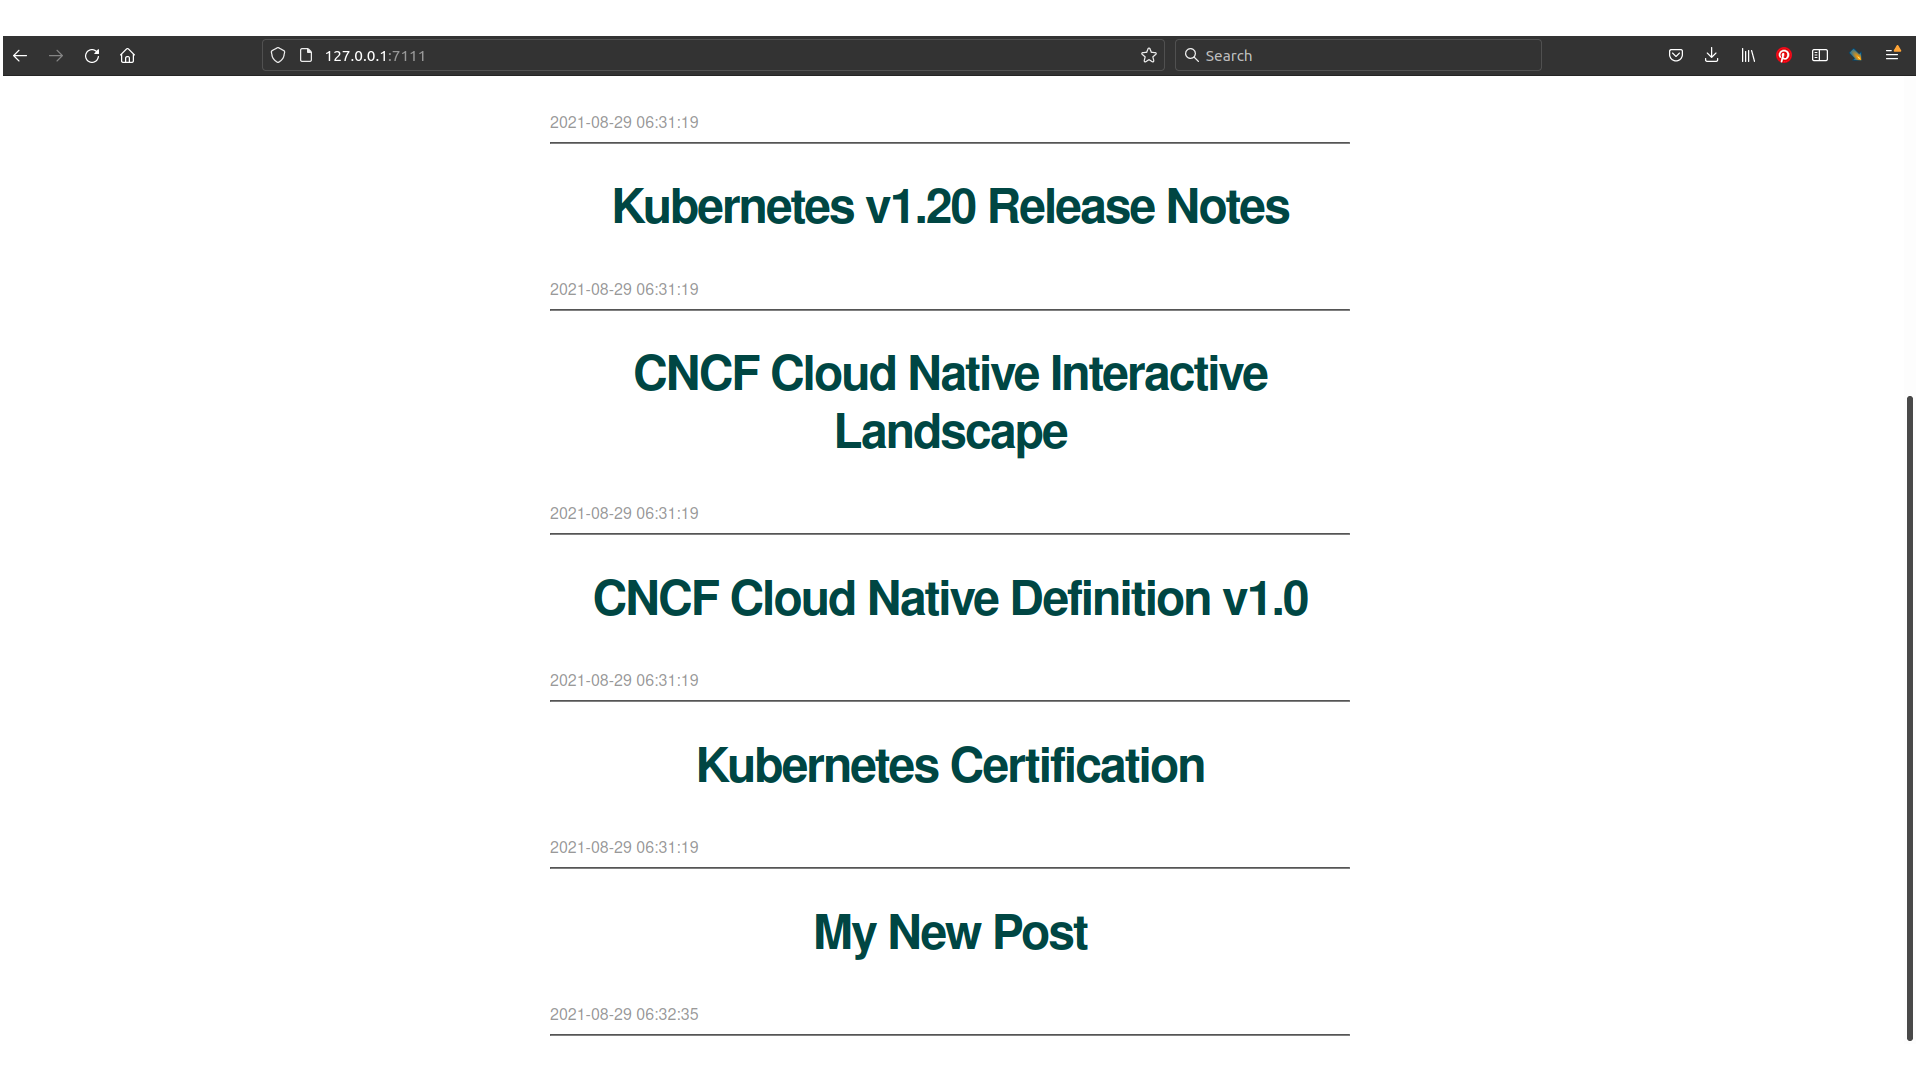 127.0.0.1:7111
Search
2021-08-29 06:31:19
Kubernetes v1.20 Release Notes
2021-08-29 06:31:19
CNCF Cloud Native Interactive
Landscape
2021-08-29 06:31:19
CNCF Cloud Native Definition v1.0
2021-08-29 06:31:19
Kubernetes Certification
2021-08-29 06:31:19
My New Post
2021-08-29 06:32:35